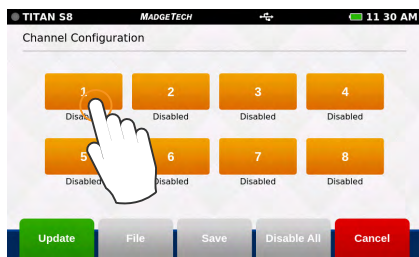 TITAN S8 MADGETECH 11 30 AM
Channel Configuration
1 2 3 4
Disabled Disabled Disabled
5 6 7 8
Disabled Disabled Disabled Disabled
Update File Save Disable All Cancel